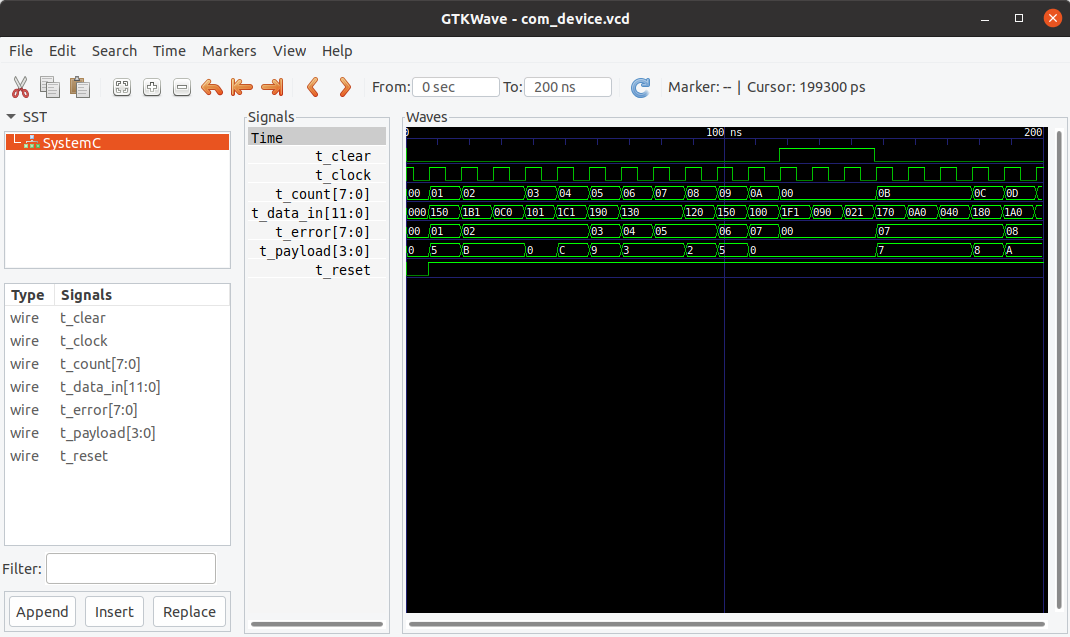 GTKWave - com_device.vcd
File Edit Search Time Markers View Help
From: 0 sec To: 200 ns Marker: -- | Cursor: 199300 ps
SST
SystemC
Type Signals
wire t_clear
wire t_clock
wire t_count[7:0]
wire t_data_in[11:0]
wire t_error[7:0]
wire t_payload[3:0]
wire t_reset
Filter:
Append Insert Replace
Signals
Time
t_clear
t_clock
t_count[7:0]
t_data_in[11:0]
t_error[7:0]
t_payload[3:0]
t_reset
Waves
0 100 ns 200
00 01 02 03 04 05 06 07 08 09 0A 00 0B 0C 0D
000 150 1B1 0C0 101 1C1 190 130 120 150 100 1F1 090 021 170 0A0 040 180 1A0
00 01 02 03 04 05 06 07 00 07 08
0 5 B 0 C 9 3 2 5 0 7 8 A